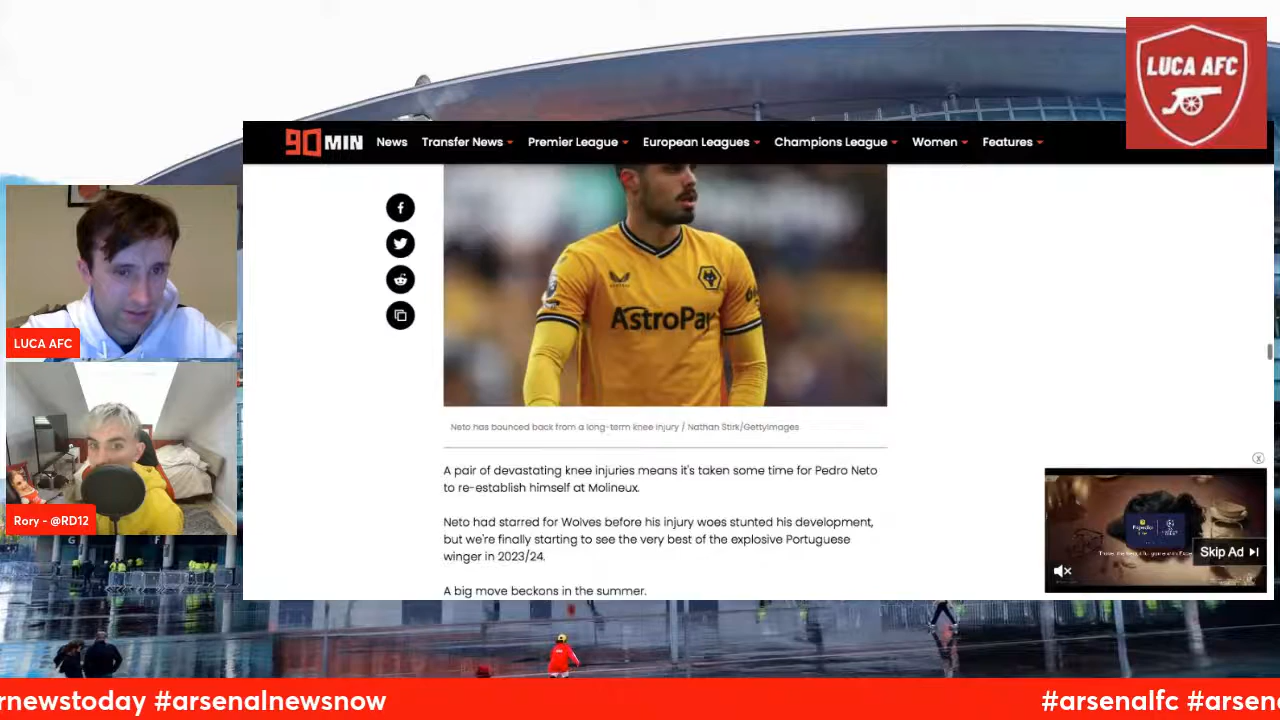 LUCA AFC
90MIN News Transfer News Premier League European Leagues Champions League Women Features
AstroPa
Neto has bounced back from a long-term knee injury / Nathan Stirk/GettyImages
A pair of devastating knee injuries means it's taken some time for Pedro Neto
to re-establish himself at Molineux.
Neto had starred for Wolves before his injury woes stunted his development,
but we're finally starting to see the very best of the explosive Portuguese
winger in 2023/24.
A big move beckons in the summer.
Skip Ad
LUCA AFC
Rory - @RD12
rnewstoday #arsenalnewsnow
#arsenalfc #arsen